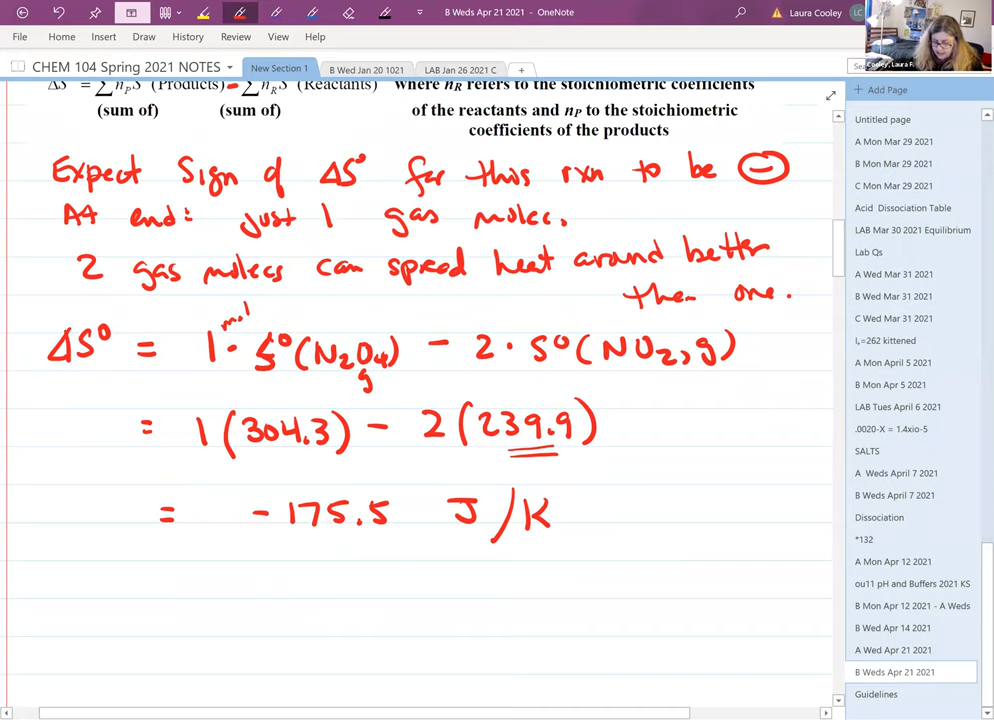 B Weds Apr 21 2021 - OneNote
Laura Cooley
LC
File Home Insert Draw History Review View Help
CHEM 104 Spring 2021 NOTES
New Section 1
B Wed Jan 20 1021
LAB Jan 26 2021 C
Cooley, Laura F.
ΔS = ∑ nPS (Products) - ∑ nRS (Reactants) where nR refers to the stoichiometric coefficients
(sum of) (sum of) of the reactants and nP to the stoichiometric
coefficients of the products
Expect Sign of ΔS° for this rxn to be ⊖
At end: just 1 gas molec.
2 gas molecs can spread heat around better
than one.
ΔS° = 1 mol · S° (N2O4) g - 2 · S° (NO2, g)
= 1 (304.3) - 2 (239.9)
= -175.5 J/K
Add Page
Untitled page
A Mon Mar 29 2021
B Mon Mar 29 2021
C Mon Mar 29 2021
Acid Dissociation Table
LAB Mar 30 2021 Equilibrium
Lab Qs
A Wed Mar 31 2021
B Wed Mar 31 2021
C Wed Mar 31 2021
A Mon April 5 2021
B Mon Apr 5 2021
LAB Tues April 6 2021
.0020-X = 1.4xio-5
SALTS
A Weds April 7 2021
B Weds April 7 2021
Dissociation
*132
A Mon Apr 12 2021
ou11 pH and Buffers 2021 KS
B Mon Apr 12 2021 - A Weds
B Wed Apr 14 2021
A Wed Apr 21 2021
B Weds Apr 21 2021
Guidelines